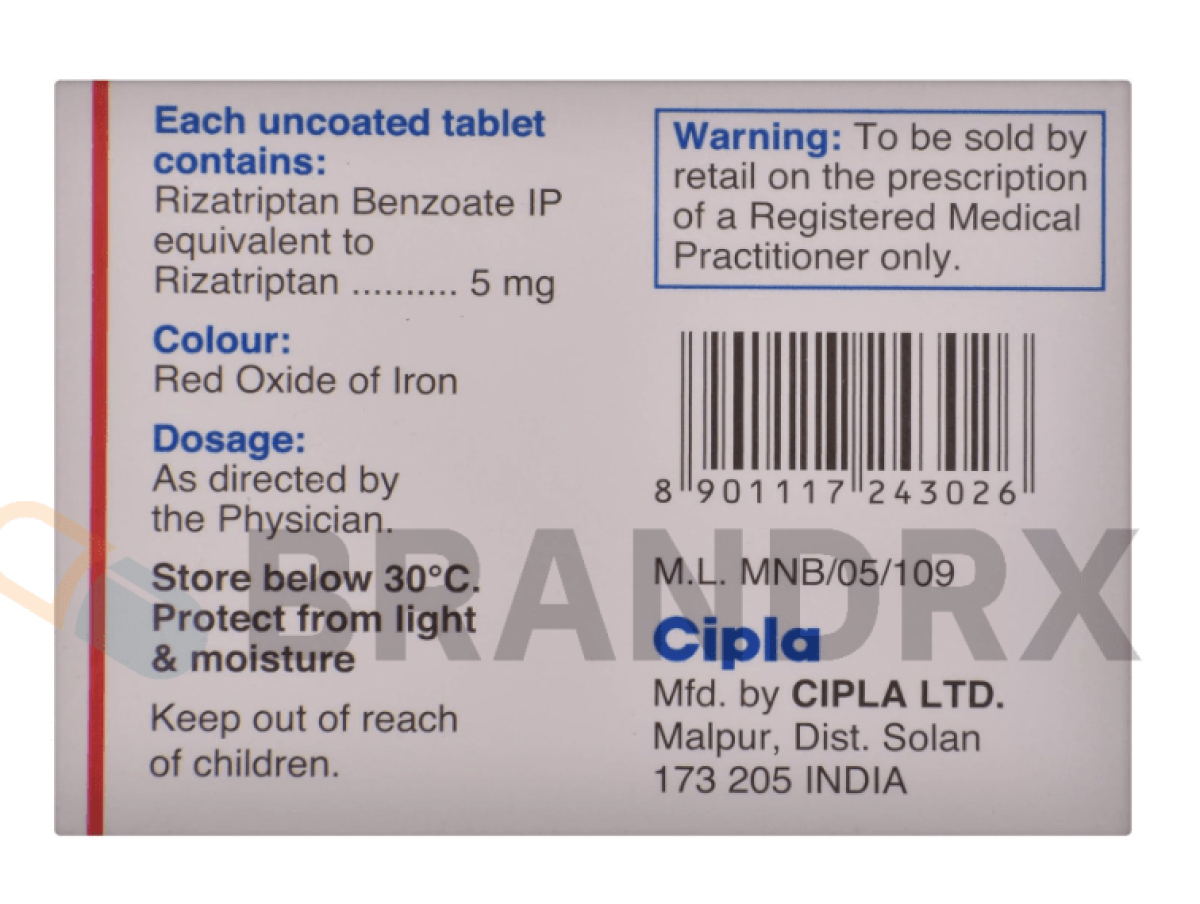 Each uncoated tablet
contains:
Rizatriptan Benzoate IP
equivalent to
Rizatriptan .......... 5 mg
Colour:
Red Oxide of Iron
Dosage:
As directed by
the Physician.
Store below 30°C.
Protect from light
& moisture
Keep out of reach
of children.
Warning: To be sold by
retail on the prescription
of a Registered Medical
Practitioner only.
8 901117 243026
M.L. MNB/05/109
Cipla
Mfd. by CIPLA LTD.
Malpur, Dist. Solan
173 205 INDIA
BRANDRX